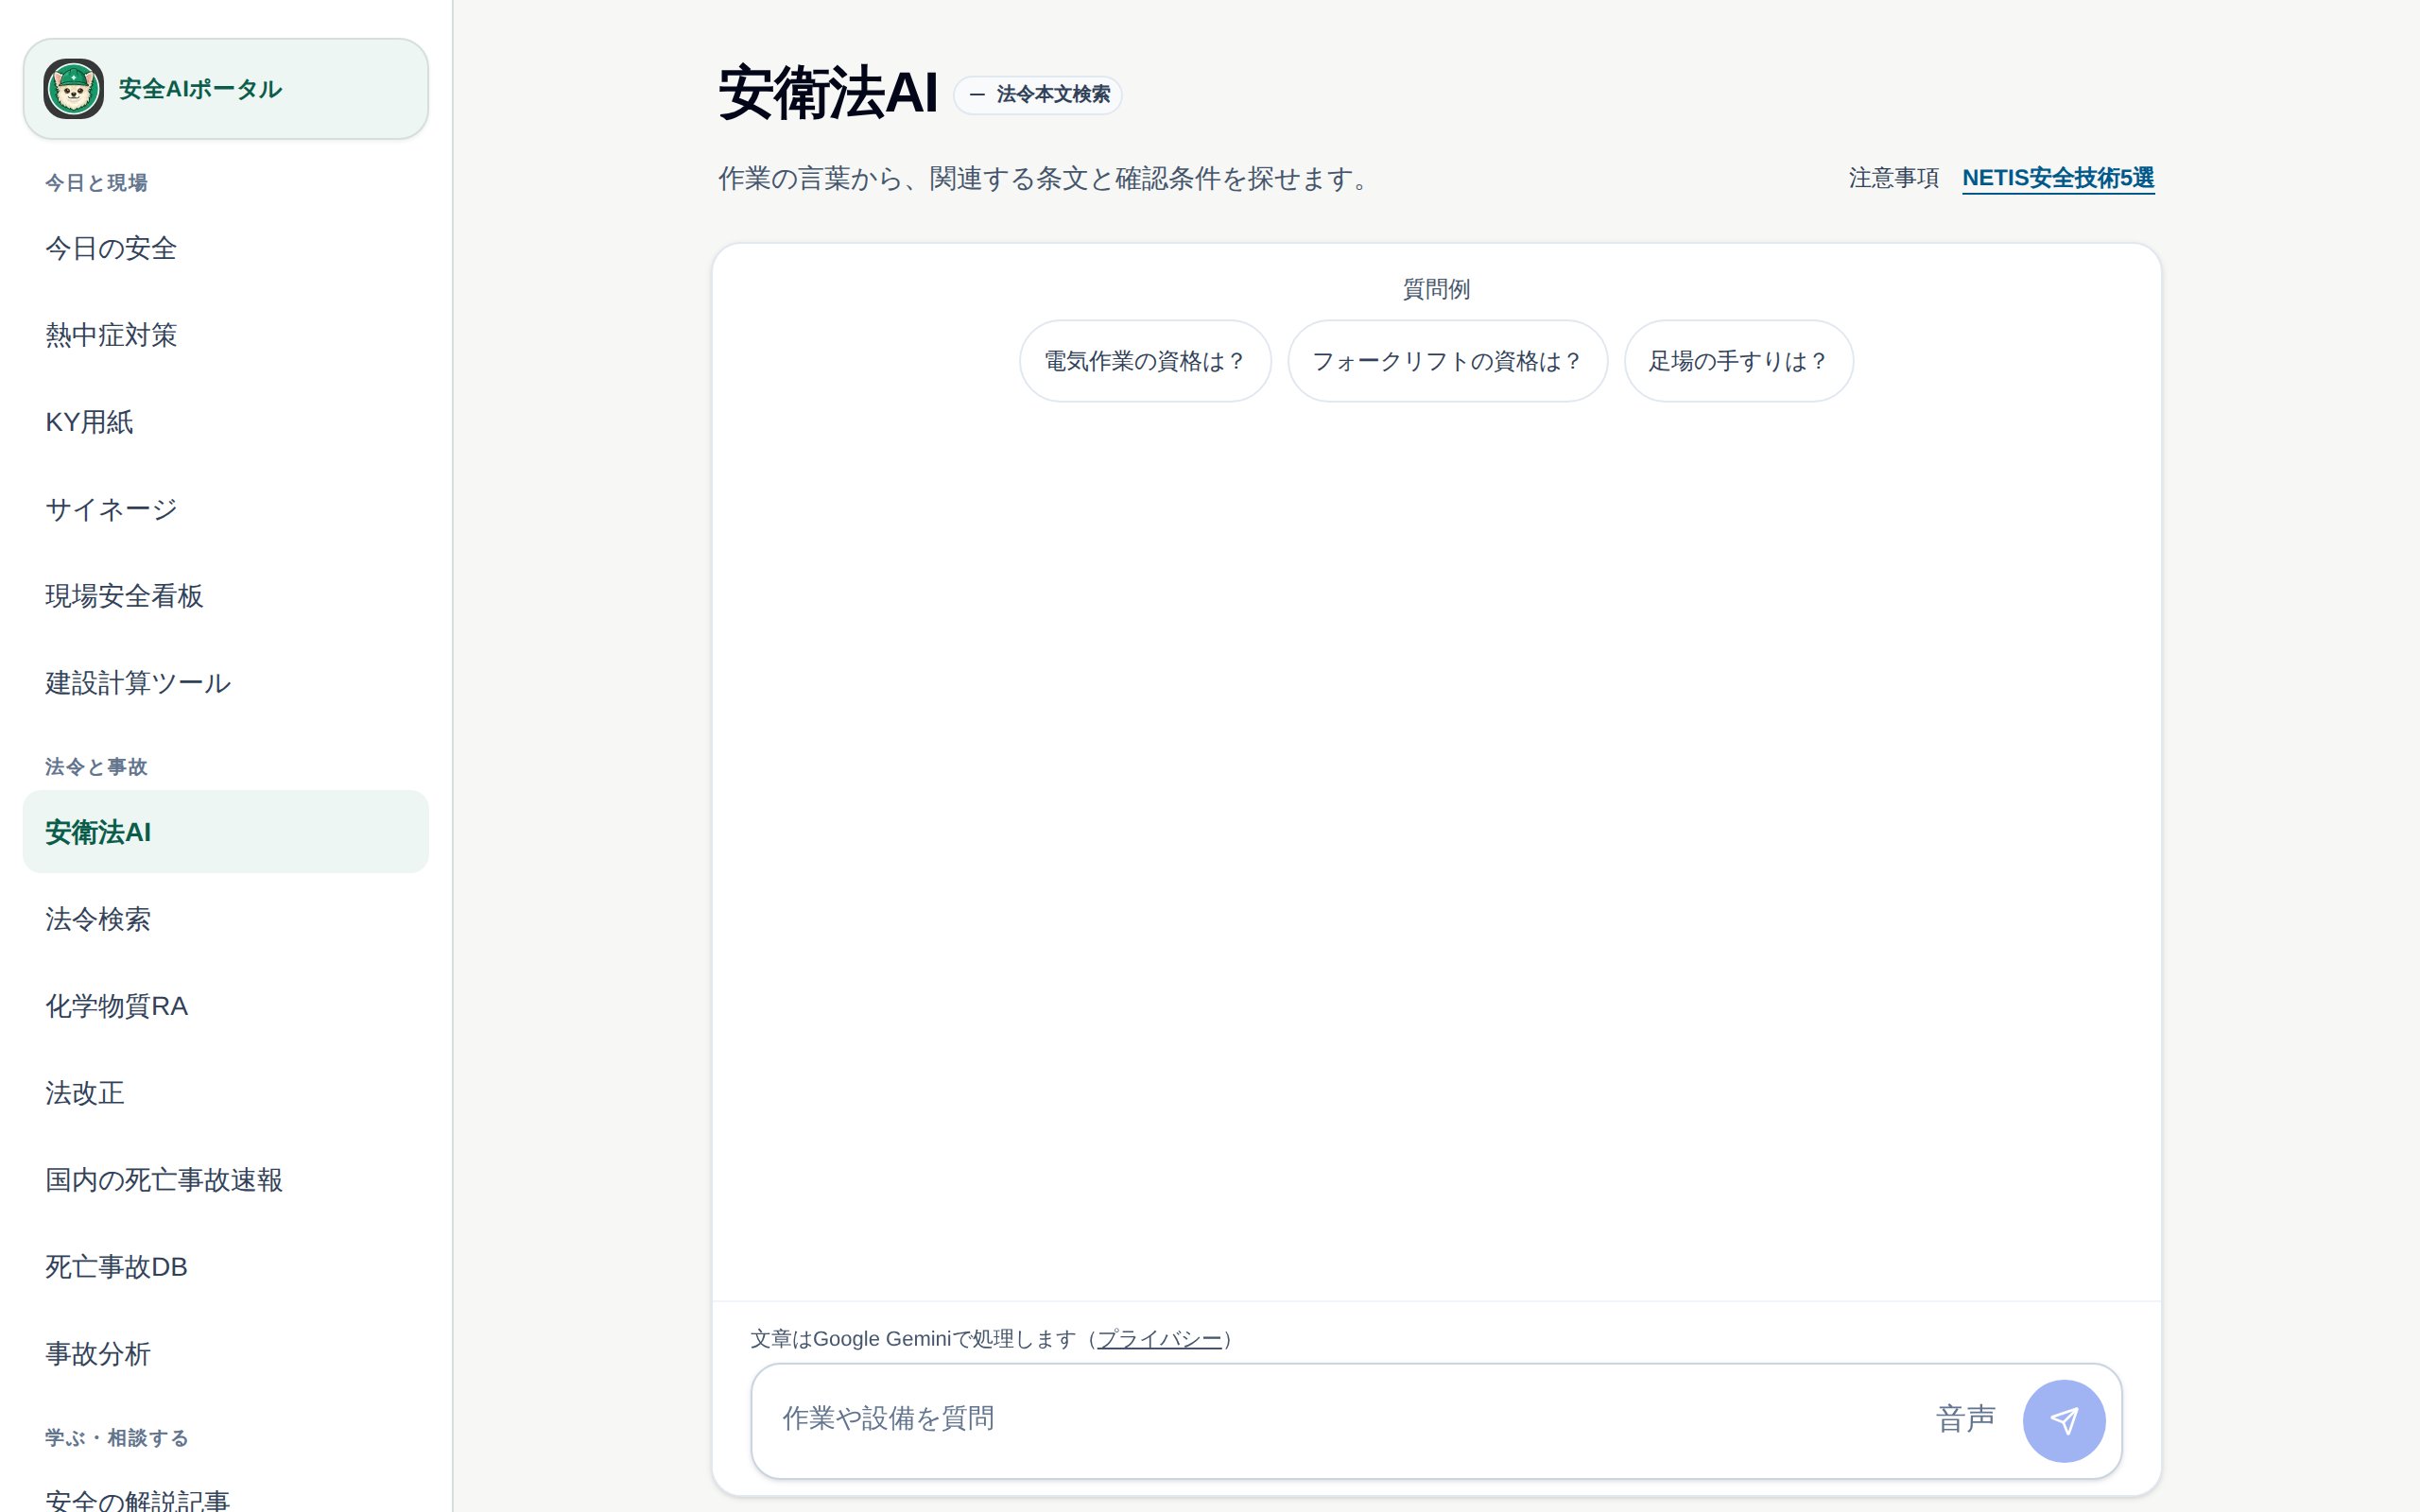 安全AIポータル
今日と現場
今日の安全
熱中症対策
KY用紙
サイネージ
現場安全看板
建設計算ツール
法令と事故
安衛法AI
法令検索
化学物質RA
法改正
国内の死亡事故速報
死亡事故DB
事故分析
学ぶ・相談する
安全の解説記事
安衛法AI
— 法令本文検索
作業の言葉から、関連する条文と確認条件を探せます。
注意事項 NETIS安全技術5選
質問例
電気作業の資格は？ フォークリフトの資格は？ 足場の手すりは？
文章はGoogle Geminiで処理します（プライバシー）
作業や設備を質問 音声